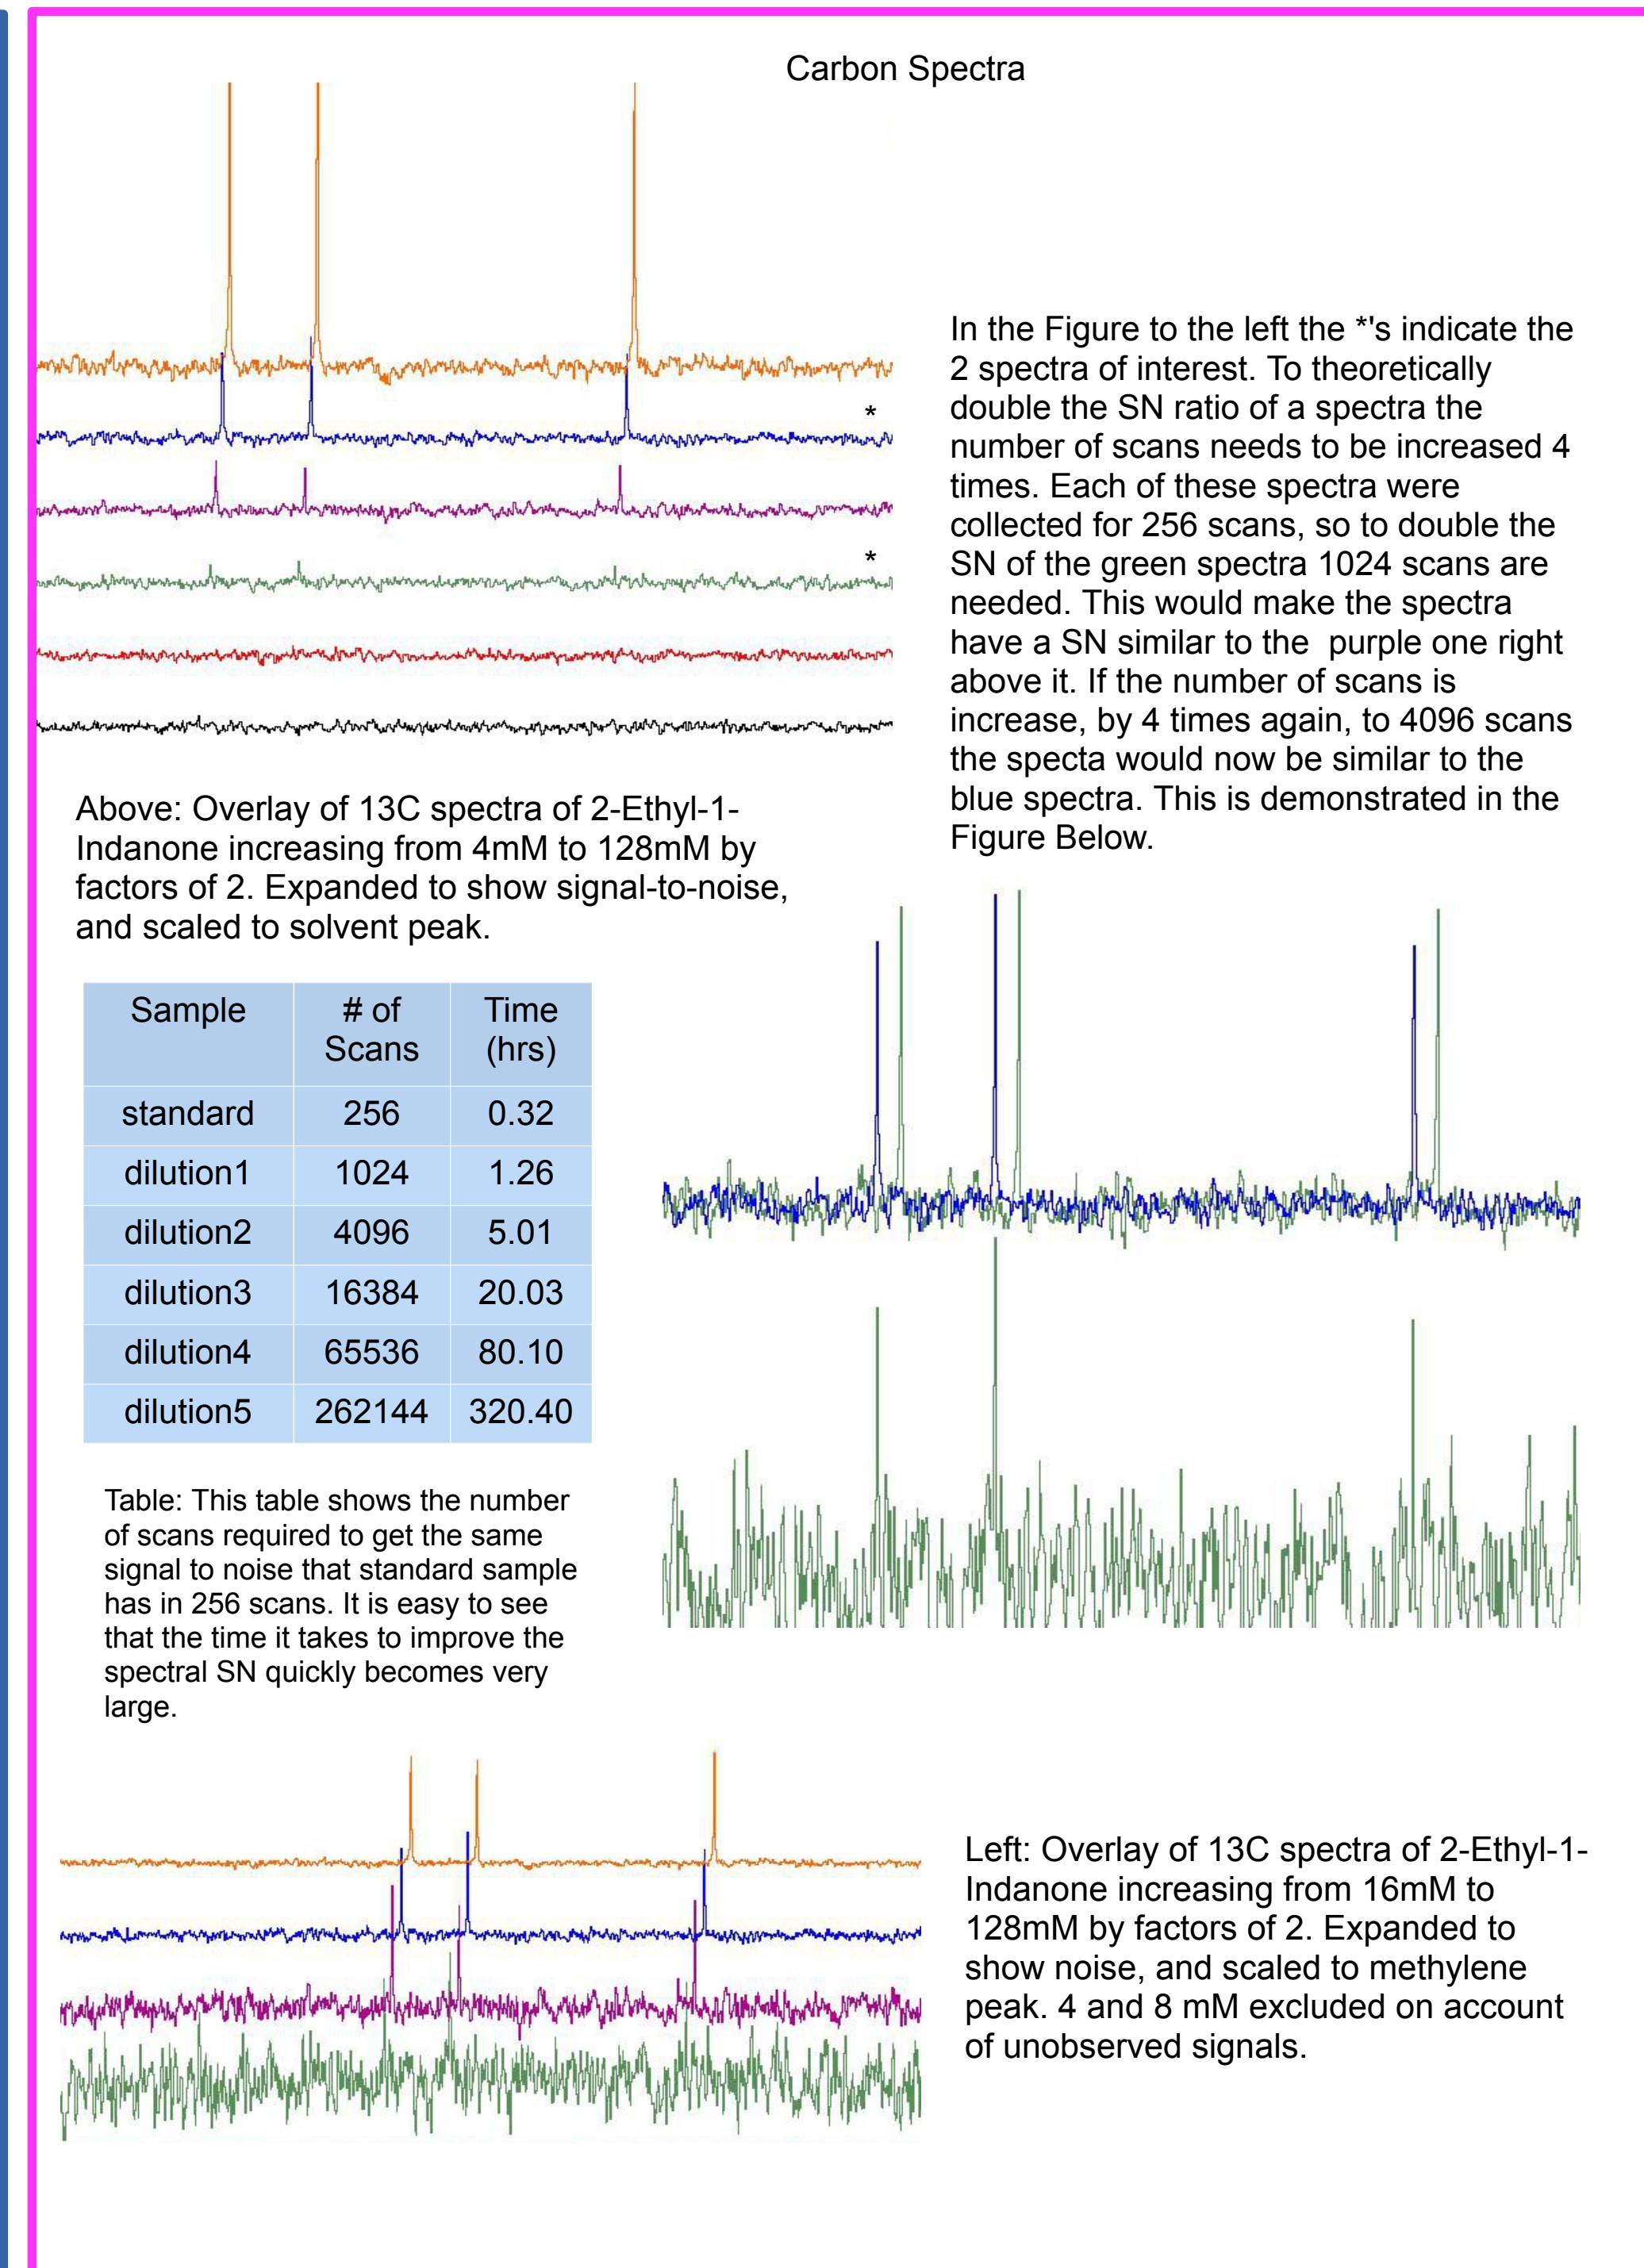 Carbon Spectra
*
*
In the Figure to the left the *'s indicate the
2 spectra of interest. To theoretically
double the SN ratio of a spectra the
number of scans needs to be increased 4
times. Each of these spectra were
collected for 256 scans, so to double the
SN of the green spectra 1024 scans are
needed. This would make the spectra
have a SN similar to the  purple one right
above it. If the number of scans is
increase, by 4 times again, to 4096 scans
the specta would now be similar to the
blue spectra. This is demonstrated in the
Figure Below.
Above: Overlay of 13C spectra of 2-Ethyl-1-
Indanone increasing from 4mM to 128mM by
factors of 2. Expanded to show signal-to-noise,
and scaled to solvent peak.
Sample # of Scans Time (hrs)
standard 256 0.32
dilution1 1024 1.26
dilution2 4096 5.01
dilution3 16384 20.03
dilution4 65536 80.10
dilution5 262144 320.40
Table: This table shows the number
of scans required to get the same
signal to noise that standard sample
has in 256 scans. It is easy to see
that the time it takes to improve the
spectral SN quickly becomes very
large.
Left: Overlay of 13C spectra of 2-Ethyl-1-
Indanone increasing from 16mM to
128mM by factors of 2. Expanded to
show noise, and scaled to methylene
peak. 4 and 8 mM excluded on account
of unobserved signals.